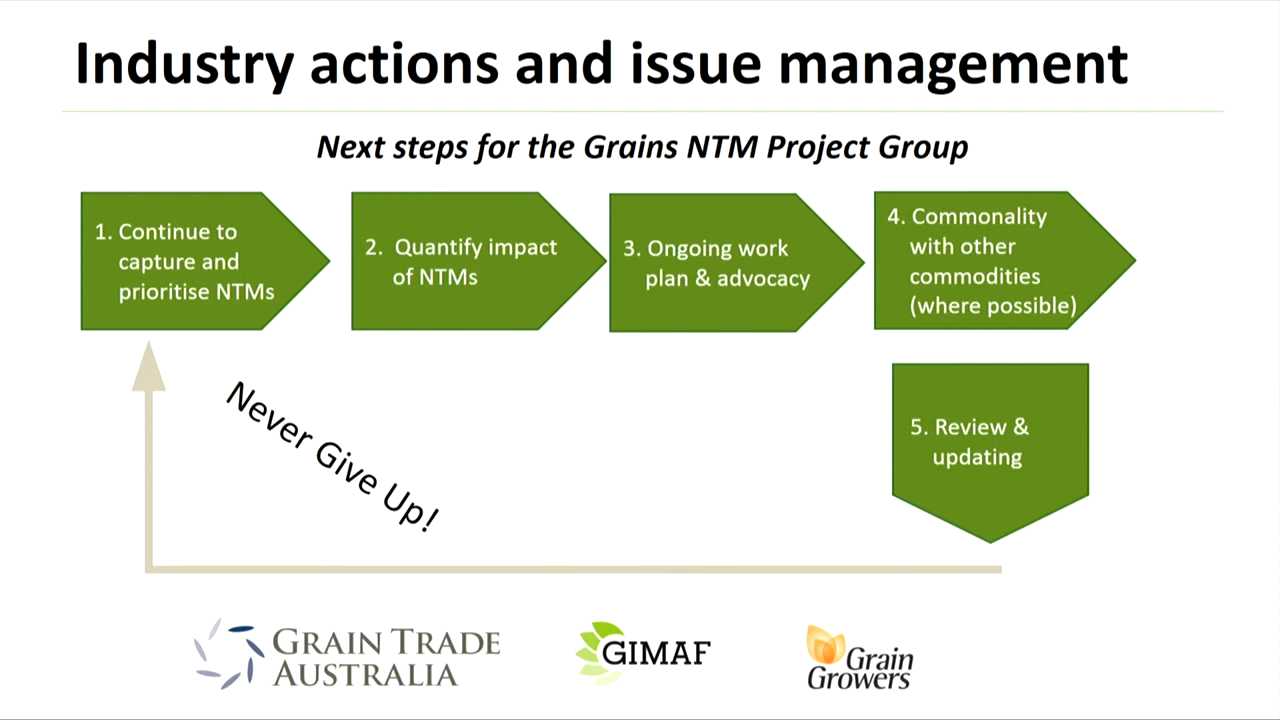 Industry actions and issue management
Next steps for the Grains NTM Project Group
1. Continue to
capture and
prioritise NTMs
2. Quantify impact
of NTMs
3. Ongoing work
plan & advocacy
4. Commonality
with other
commodities
(where possible)
5. Review &
updating
Never Give Up!
GRAIN TRADE
AUSTRALIA
GIMAF
Grain
Growers